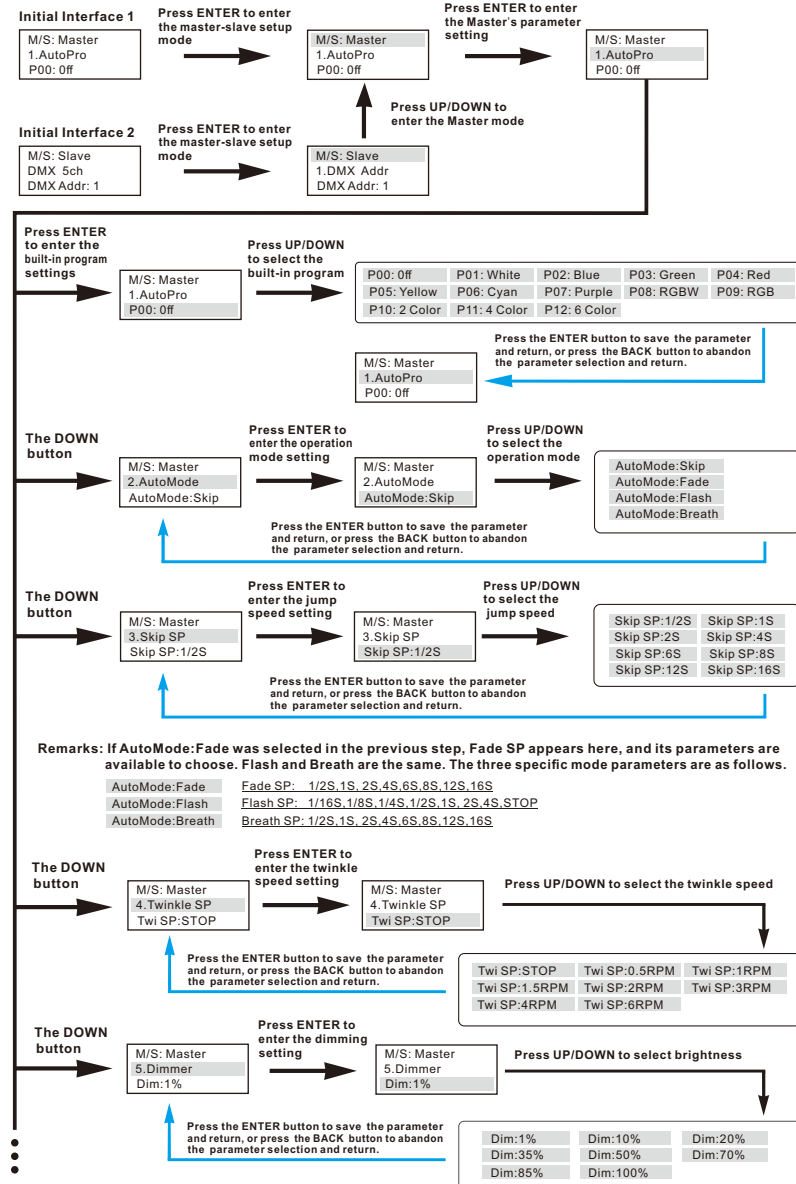 Initial Interface 1
M/S: Master
1.AutoPro
P00: Off
Press ENTER to enter
the master-slave setup
mode
M/S: Master
1.AutoPro
P00: Off
Press ENTER to enter
the Master's parameter
setting
M/S: Master
1.AutoPro
P00: Off
Press UP/DOWN to
enter the Master mode
Initial Interface 2
M/S: Slave
DMX 5ch
DMX Addr: 1
Press ENTER to enter
the master-slave setup
mode
M/S: Slave
1.DMX Addr
DMX Addr: 1
Press ENTER
to enter the
built-in program
settings
M/S: Master
1.AutoPro
P00: Off
Press UP/DOWN
to select the
built-in program
P00: Off P01: White P02: Blue P03: Green P04: Red
P05: Yellow P06: Cyan P07: Purple P08: RGBW P09: RGB
P10: 2 Color P11: 4 Color P12: 6 Color
Press the ENTER button to save the parameter
and return, or press the BACK button to abandon
the parameter selection and return.
M/S: Master
1.AutoPro
P00: Off
The DOWN
button
M/S: Master
2.AutoMode
AutoMode:Skip
Press ENTER to
enter the operation
mode setting
M/S: Master
2.AutoMode
AutoMode:Skip
Press UP/DOWN
to select the
operation mode
AutoMode:Skip
AutoMode:Fade
AutoMode:Flash
AutoMode:Breath
Press the ENTER button to save the parameter
and return, or press the BACK button to abandon
the parameter selection and return.
The DOWN
button
M/S: Master
3.Skip SP
Skip SP:1/2S
Press ENTER to
enter the jump
speed setting
M/S: Master
3.Skip SP
Skip SP:1/2S
Press UP/DOWN
to select the
jump speed
Skip SP:1/2S Skip SP:1S
Skip SP:2S Skip SP:4S
Skip SP:6S Skip SP:8S
Skip SP:12S Skip SP:16S
Press the ENTER button to save the parameter
and return, or press the BACK button to abandon
the parameter selection and return.
Remarks: If AutoMode:Fade was selected in the previous step, Fade SP appears here, and its parameters are
available to choose. Flash and Breath are the same. The three specific mode parameters are as follows.
AutoMode:Fade Fade SP: 1/2S,1S, 2S,4S,6S,8S,12S,16S
AutoMode:Flash Flash SP: 1/16S,1/8S,1/4S,1/2S,1S, 2S,4S,STOP
AutoMode:Breath Breath SP: 1/2S,1S, 2S,4S,6S,8S,12S,16S
The DOWN
button
M/S: Master
4.Twinkle SP
Twi SP:STOP
Press ENTER to
enter the twinkle
speed setting
M/S: Master
4.Twinkle SP
Twi SP:STOP
Press UP/DOWN to select the twinkle speed
Press the ENTER button to save the parameter
and return, or press the BACK button to abandon
the parameter selection and return.
Twi SP:STOP Twi SP:0.5RPM Twi SP:1RPM
Twi SP:1.5RPM Twi SP:2RPM Twi SP:3RPM
Twi SP:4RPM Twi SP:6RPM
The DOWN
button
M/S: Master
5.Dimmer
Dim:1%
Press ENTER to
enter the dimming
setting
M/S: Master
5.Dimmer
Dim:1%
Press UP/DOWN to select brightness
Press the ENTER button to save the parameter
and return, or press the BACK button to abandon
the parameter selection and return.
Dim:1% Dim:10% Dim:20%
Dim:35% Dim:50% Dim:70%
Dim:85% Dim:100%